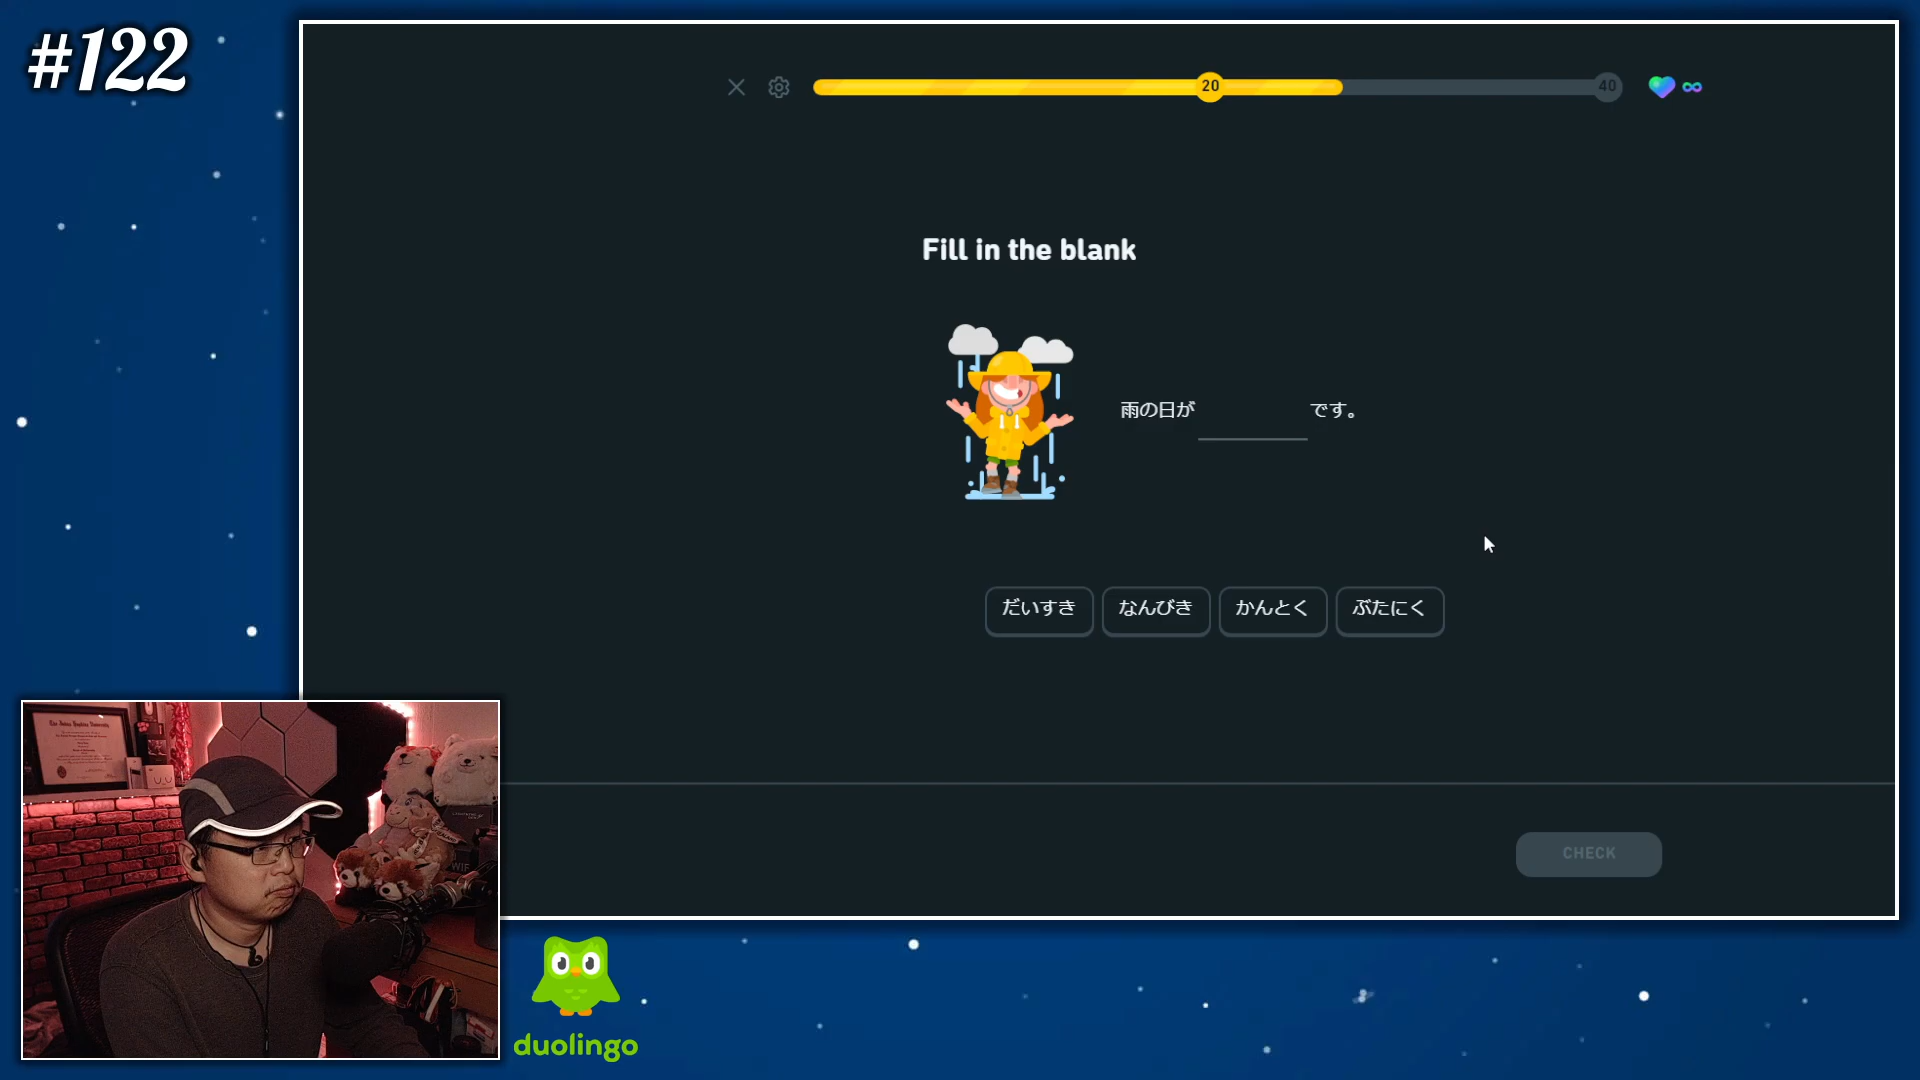 #122
20
40
Fill in the blank
雨の日が
です。
だいすき
なんびき
かんとく
ぶたにく
CHECK
duolingo